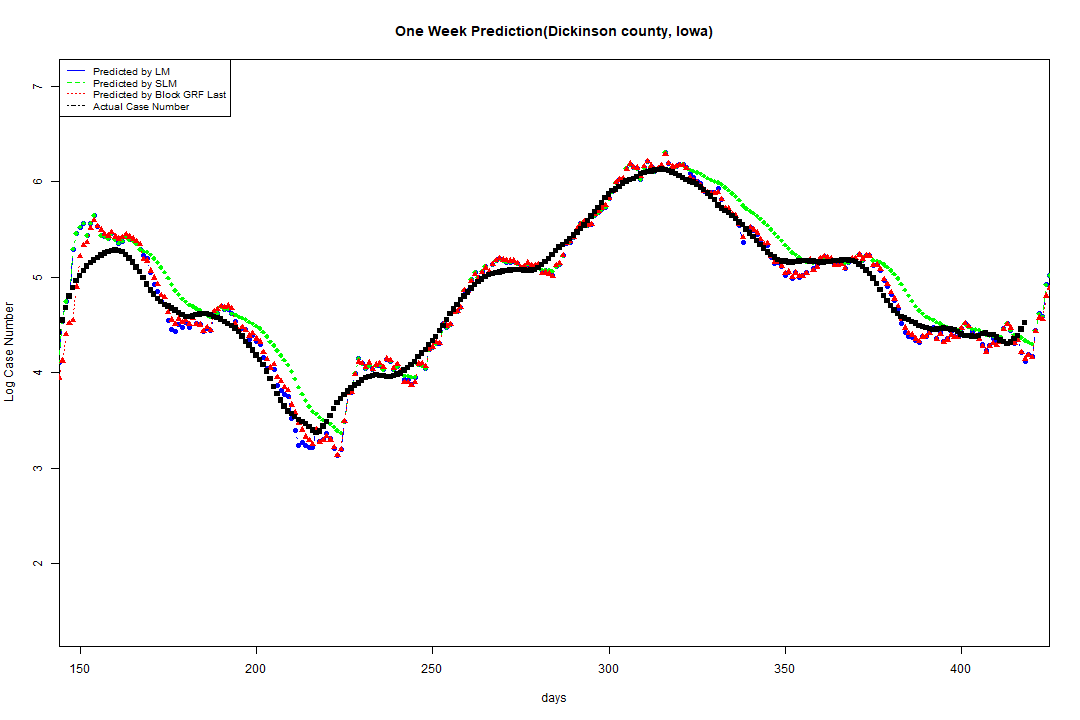 One Week Prediction(Dickinson county, Iowa)
Predicted by LM
Predicted by SLM
Predicted by Block GRF Last
Actual Case Number
7
6
5
4
3
2
Log Case Number
150 200 250 300 350 400
days